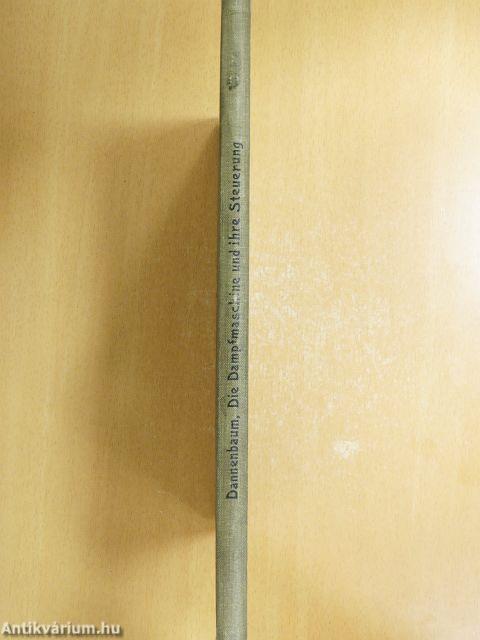 Dannenbaum, Die Dampfmaschine und ihre Steuerung
Antikvárium.hu